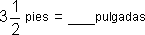 3 1/2 pies = ____pulgadas